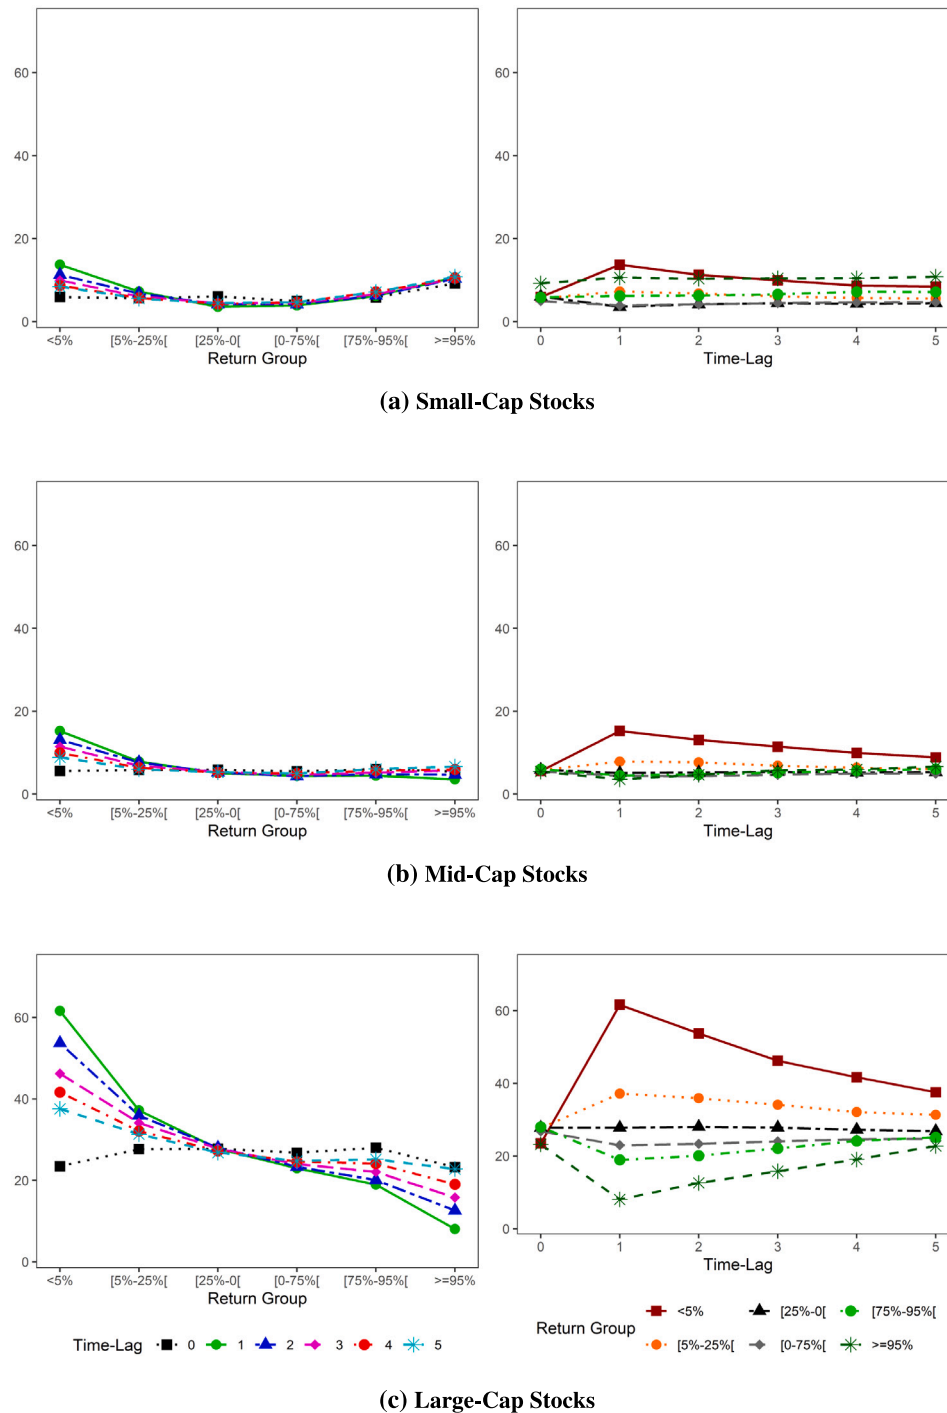 60
40
20
0
<5% [5%-25%[ [25%-0[ [0-75%[ [75%-95%[ >=95%
Return Group
60
40
20
0
0 1 2 3 4 5
Time-Lag
(a) Small-Cap Stocks
60
40
20
0
<5% [5%-25%[ [25%-0[ [0-75%[ [75%-95%[ >=95%
Return Group
60
40
20
0
0 1 2 3 4 5
Time-Lag
(b) Mid-Cap Stocks
60
40
20
0
<5% [5%-25%[ [25%-0[ [0-75%[ [75%-95%[ >=95%
Return Group
Time-Lag 0 1 2 3 4 5
60
40
20
0
0 1 2 3 4 5
Time-Lag
Return Group
<5% [25%-0[ [75%-95%[
[5%-25%[ [0-75%[ >=95%
(c) Large-Cap Stocks